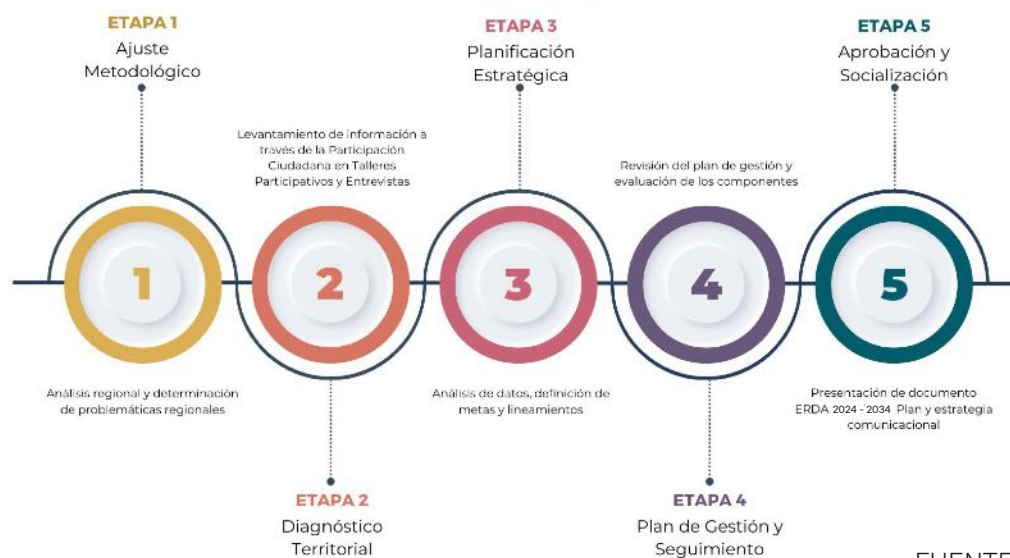 ETAPA 1
Ajuste
Metodológico
ETAPA 3
Planificación
Estratégica
ETAPA 5
Aprobación y
Socialización
Levantamiento de información a
través de la Participación
Ciudadana en Talleres
Participativos y Entrevistas
Revisión del plan de gestión y
evaluación de los componentes
1
2
3
4
5
Análisis regional y determinación
de problemáticas regionales
Análisis de datos, definición de
metas y lineamientos
Presentación de documento
ERDA 2024 - 2034 Plan y estrategia
comunicacional
ETAPA 2
Diagnóstico
Territorial
ETAPA 4
Plan de Gestión y
Seguimiento